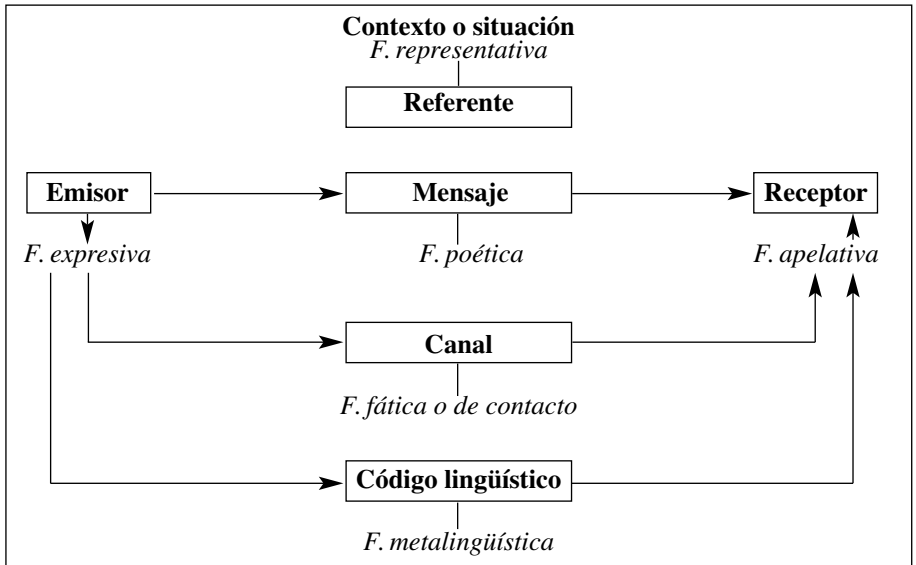 Contexto o situación
F. representativa
Referente
Emisor
Mensaje
Receptor
F. expresiva
F. poética
F. apelativa
Canal
F. fática o de contacto
Código lingüístico
F. metalingüística